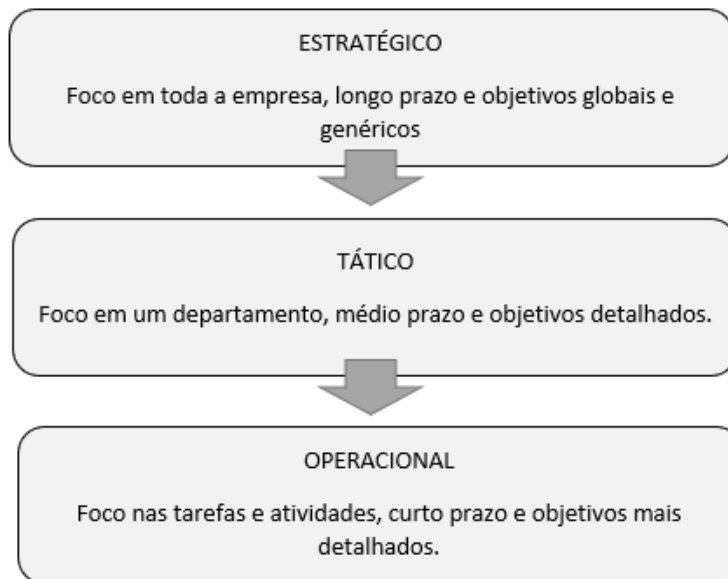 ESTRATÉGICO
Foco em toda a empresa, longo prazo e objetivos globais e
genéricos
TÁTICO
Foco em um departamento, médio prazo e objetivos detalhados.
OPERACIONAL
Foco nas tarefas e atividades, curto prazo e objetivos mais
detalhados.